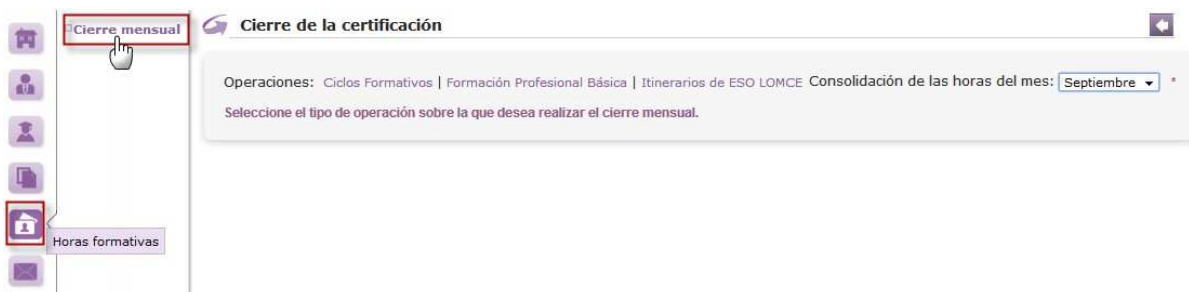 Cierre mensual
Cierre de la certificación
Operaciones: Ciclos Formativos | Formación Profesional Básica | Itinerarios de ESO LOMCE Consolidación de las horas del mes: Septiembre *
Seleccione el tipo de operación sobre la que desea realizar el cierre mensual.
Horas formativas